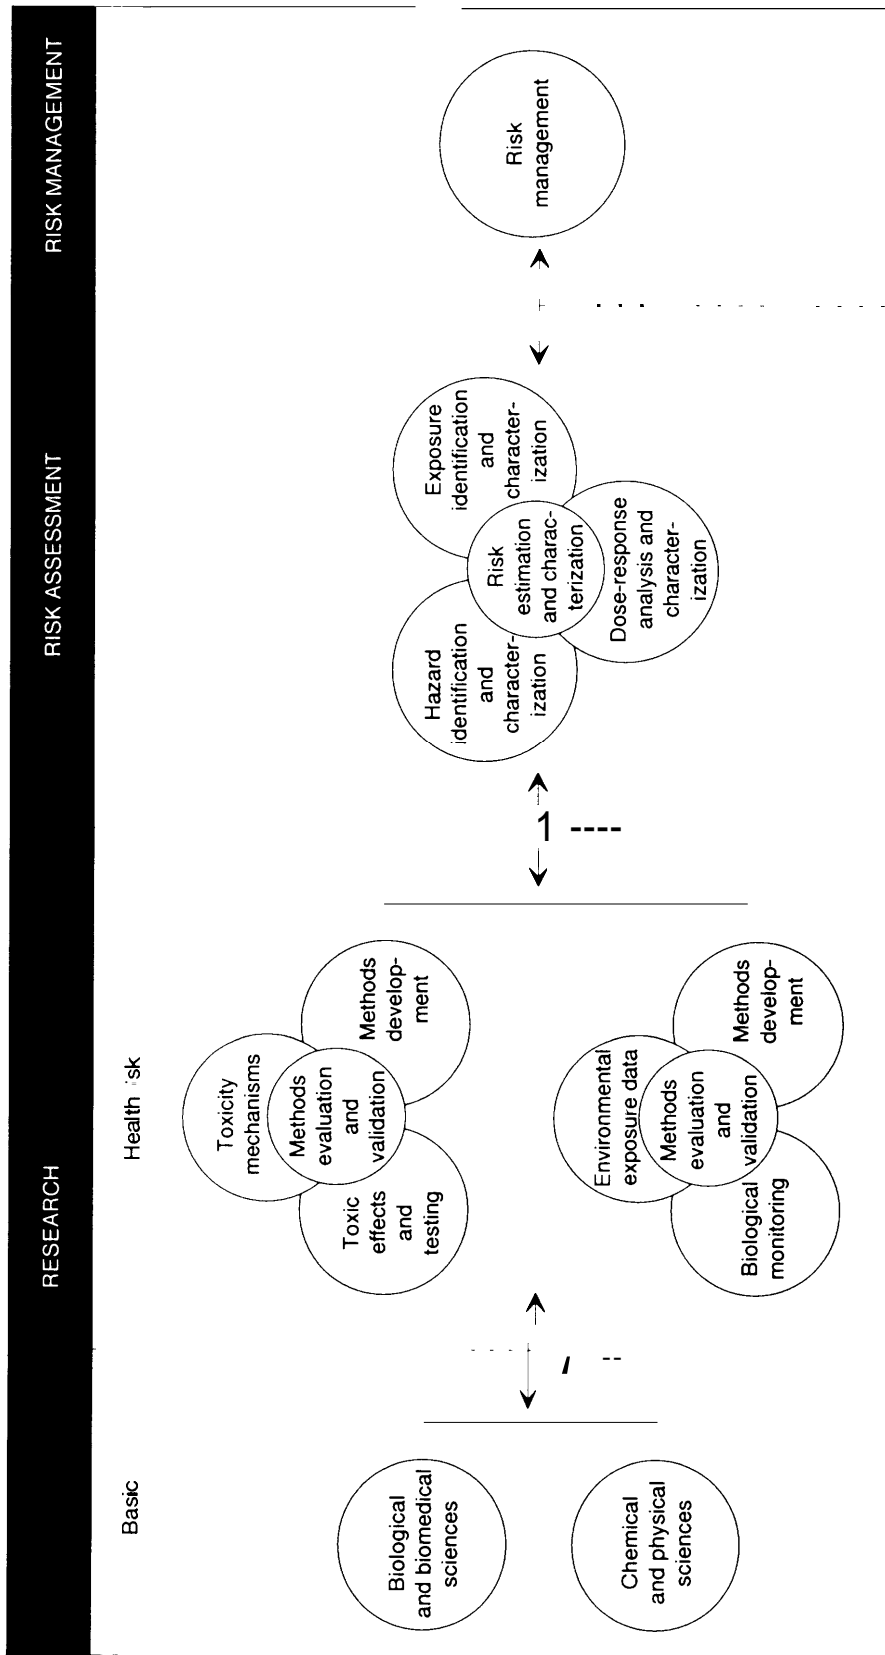 RESEARCH
RISK ASSESSMENT
RISK MANAGEMENT
Basic
Health isk
Biological
and biomedical
sciences
Chemical
and physical
sciences
Toxicity
mechanisms
Methods
evaluation
and
validation
Toxic
effects
and
testing
Methods
develop-
ment
Environmental
exposure data
Methods
evaluation
and
validation
Biological
monitoring
Methods
develop-
ment
1 ----
Hazard
identification
and
character-
ization
Exposure
identification
and
character-
ization
Risk
estimation
and charac-
terization
Dose-response
analysis and
character-
ization
Risk
management